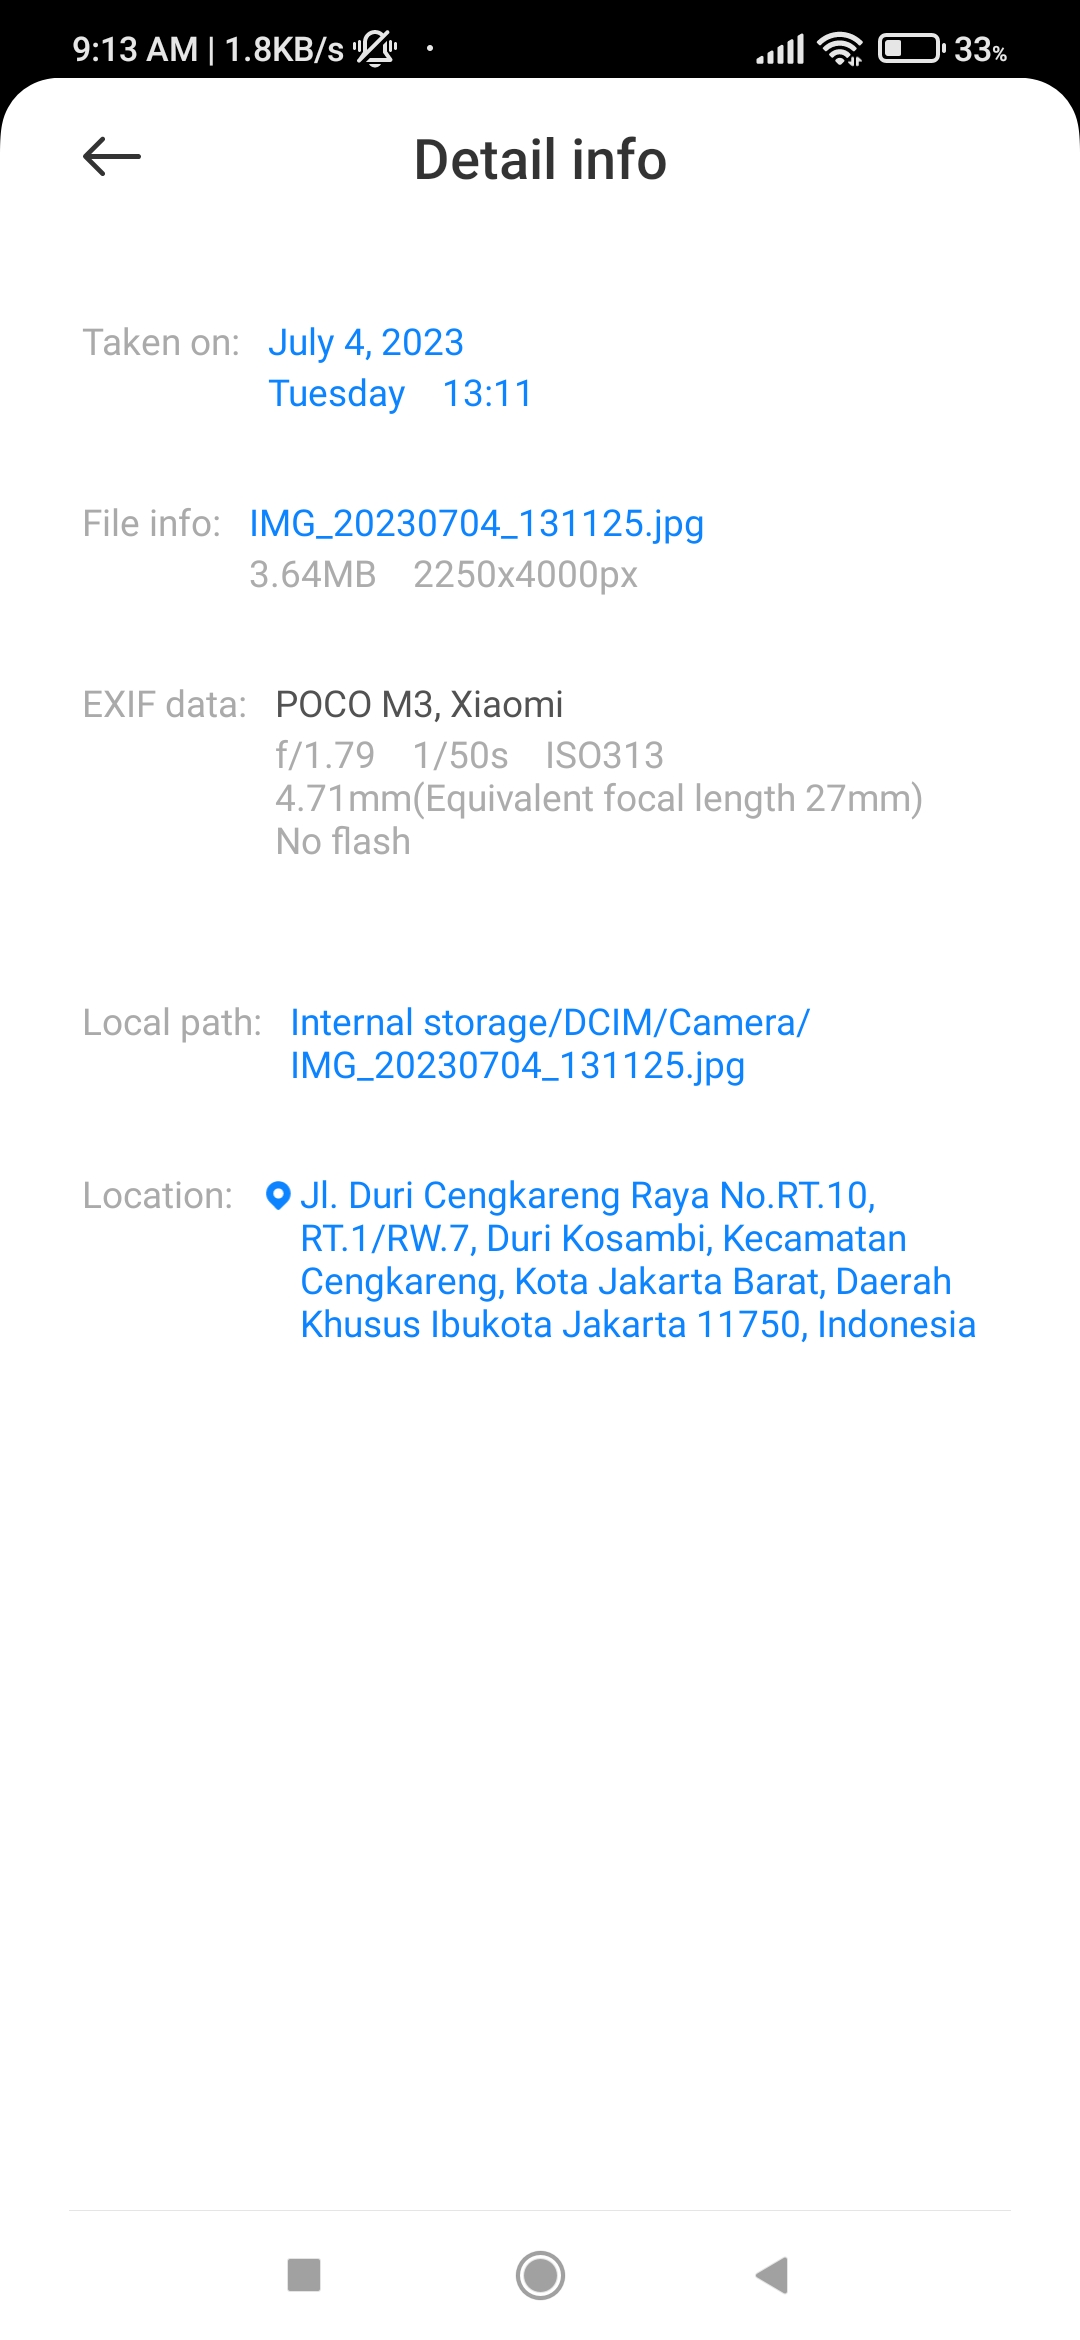 9:13 AM | 1.8KB/s
33%
Detail info
Taken on: July 4, 2023
Tuesday 13:11
File info: IMG_20230704_131125.jpg
3.64MB 2250x4000px
EXIF data: POCO M3, Xiaomi
f/1.79 1/50s ISO313
4.71mm(Equivalent focal length 27mm)
No flash
Local path: Internal storage/DCIM/Camera/
IMG_20230704_131125.jpg
Location: Jl. Duri Cengkareng Raya No.RT.10,
RT.1/RW.7, Duri Kosambi, Kecamatan
Cengkareng, Kota Jakarta Barat, Daerah
Khusus Ibukota Jakarta 11750, Indonesia